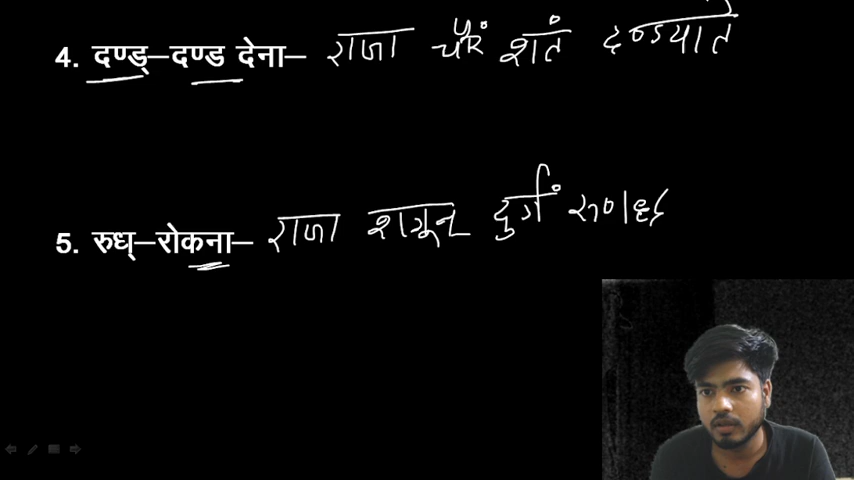 4. दण्ड्–दण्ड देना– राजा चौरं शतं दण्डयति
5. रुध्–रोकना– राजा शत्रून् दुर्गं रुणद्धि